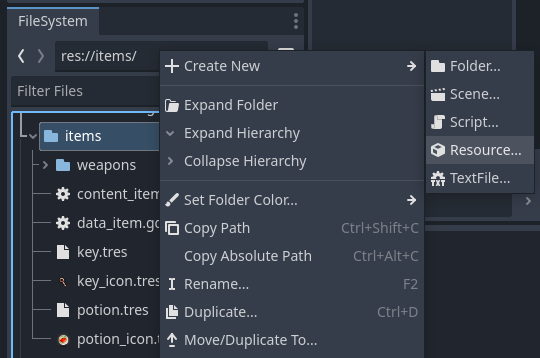 FileSystem
res://items/
Filter Files
items
weapons
content_item
data_item.gd
key.tres
key_icon.tres
potion.tres
potion_icon.t
Create New
Expand Folder
Expand Hierarchy
Collapse Hierarchy
Set Folder Color...
Copy Path Ctrl+Shift+C
Copy Absolute Path Ctrl+Alt+C
Rename... F2
Duplicate... Ctrl+D
Move/Duplicate To...
Folder...
Scene...
Script...
Resource...
TextFile...